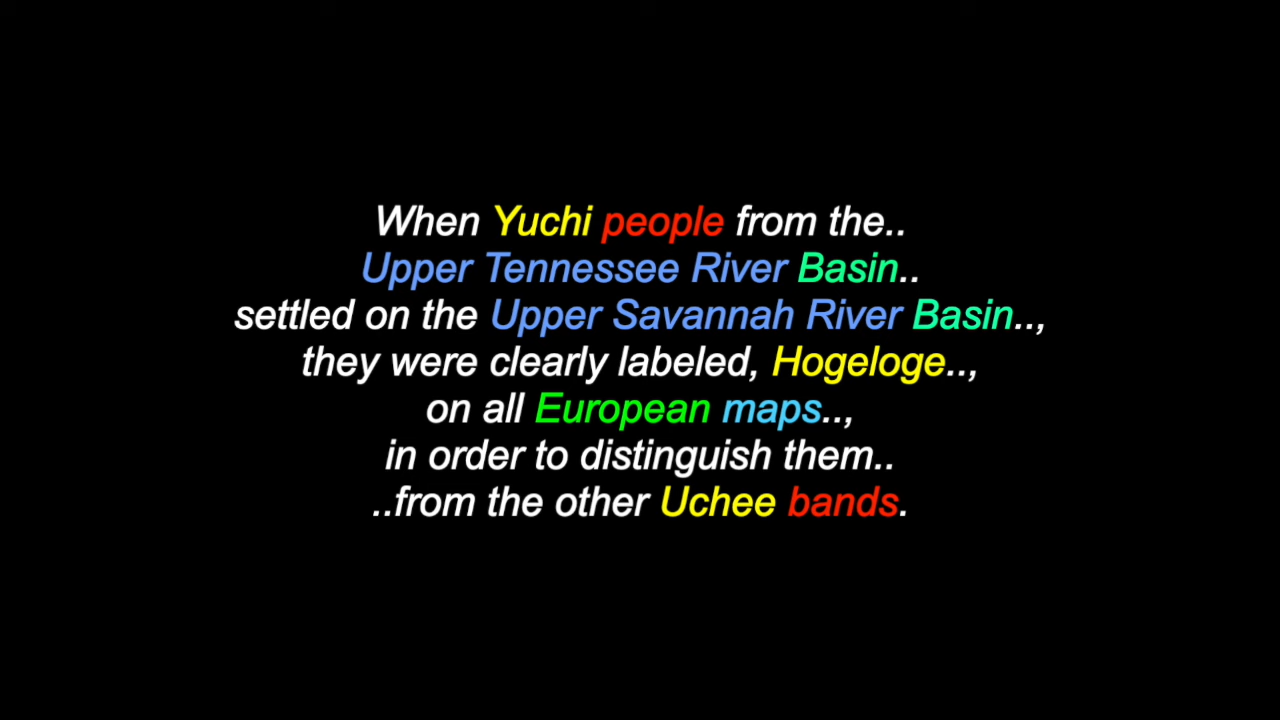 When Yuchi people from the..
Upper Tennessee River Basin..
settled on the Upper Savannah River Basin..,
they were clearly labeled, Hogeloge..,
on all European maps..,
in order to distinguish them..
..from the other Uchee bands.